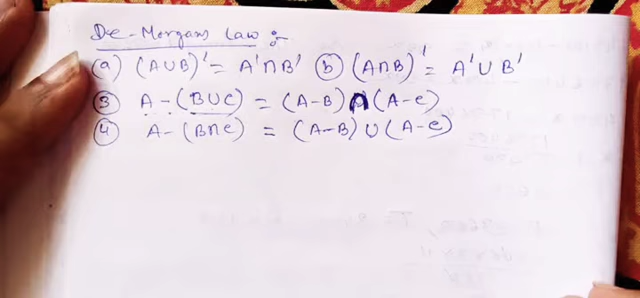 De-Morgans Law :-
(a) (A∪B)' = A'∩B' (b) (A∩B)' = A'∪B'
(3) A - (B∪C) = (A-B)∩(A-C)
(4) A - (B∩C) = (A-B)∪(A-C)